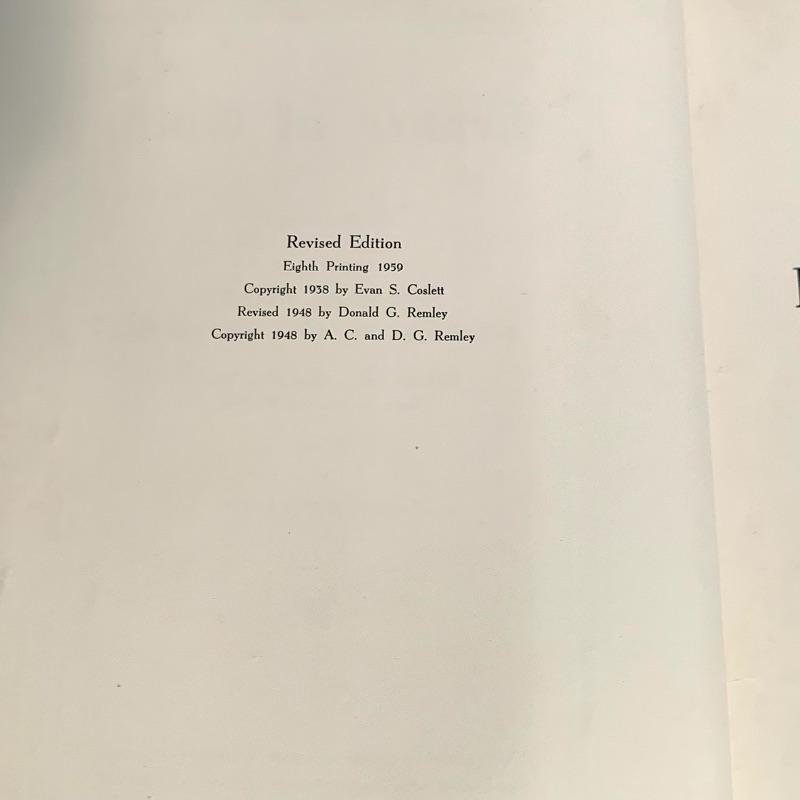 Revised Edition
Eighth Printing 1959
Copyright 1938 by Evan S. Coslett
Revised 1948 by Donald G. Remley
Copyright 1948 by A. C. and D. G. Remley